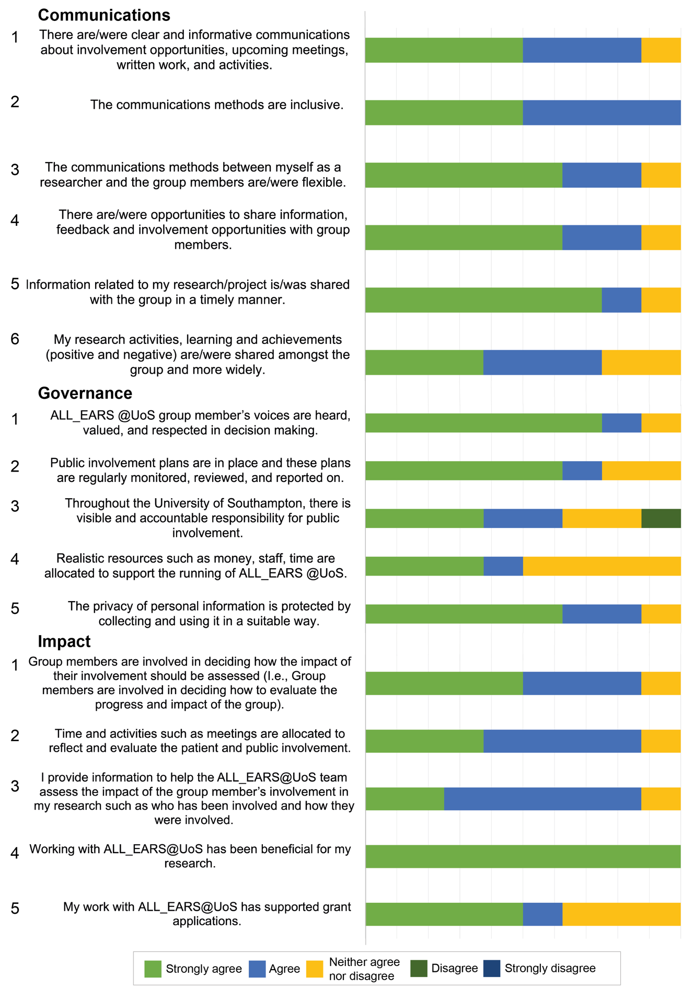 Communications
1
There are/were clear and informative communications
about involvement opportunities, upcoming meetings,
written work, and activities.
2
The communications methods are inclusive.
3
The communications methods between myself as a
researcher and the group members are/were flexible.
4
There are/were opportunities to share information,
feedback and involvement opportunities with group
members.
5
Information related to my research/project is/was shared
with the group in a timely manner.
6
My research activities, learning and achievements
(positive and negative) are/were shared amongst the
group and more widely.
Governance
1
ALL_EARS @UoS group member’s voices are heard,
valued, and respected in decision making.
2
Public involvement plans are in place and these plans
are regularly monitored, reviewed, and reported on.
3
Throughout the University of Southampton, there is
visible and accountable responsibility for public
involvement.
4
Realistic resources such as money, staff, time are
allocated to support the running of ALL_EARS @UoS.
5
The privacy of personal information is protected by
collecting and using it in a suitable way.
Impact
1
Group members are involved in deciding how the impact of
their involvement should be assessed (I.e., Group
members are involved in deciding how to evaluate the
progress and impact of the group).
2
Time and activities such as meetings are allocated to
reflect and evaluate the patient and public involvement.
3
I provide information to help the ALL_EARS@UoS team
assess the impact of the group member’s involvement in
my research such as who has been involved and how they
were involved.
4
Working with ALL_EARS@UoS has been beneficial for my
research.
5
My work with ALL_EARS@UoS has supported grant
applications.
Strongly agree
Agree
Neither agree
nor disagree
Disagree
Strongly disagree